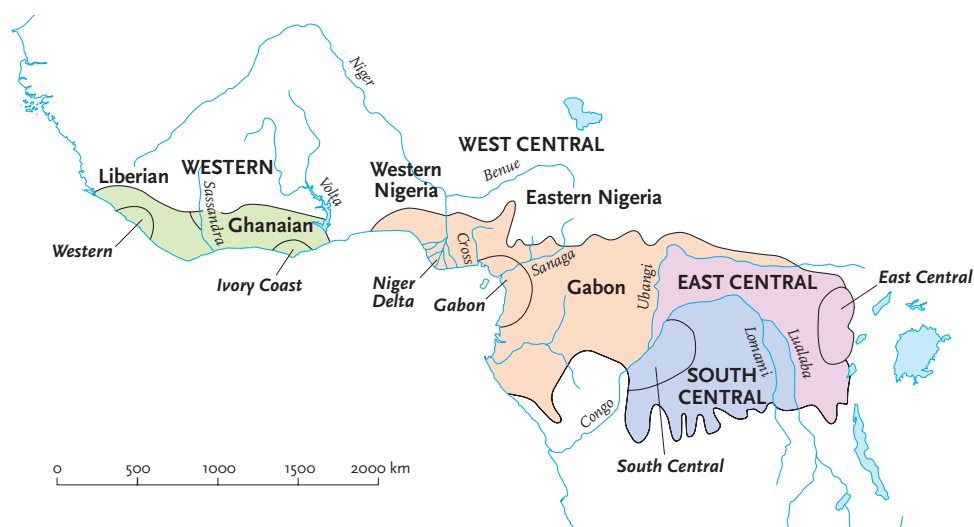 Niger
WEST CENTRAL
Benue
Western
Nigeria
WESTERN
Liberian
Sassandra
Volta
Eastern Nigeria
Ghanaian
Western
Cross
Sanaga
Ivory Coast
Niger
Delta
Gabon
Gabon
Ubangi
EAST CENTRAL
East Central
Lomami
Lualaba
SOUTH
CENTRAL
Congo
South Central
0 500 1000 1500 2000 km